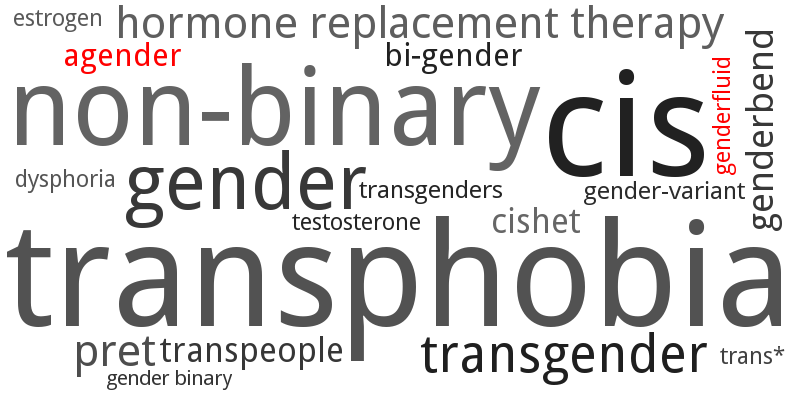 estrogen
hormone replacement therapy
agender
bi-gender
non-binary
cis
genderfluid
genderbend
dysphoria
gender
transgenders
gender-variant
testosterone
cishet
transphobia
pret
transpeople
transgender
trans*
gender binary